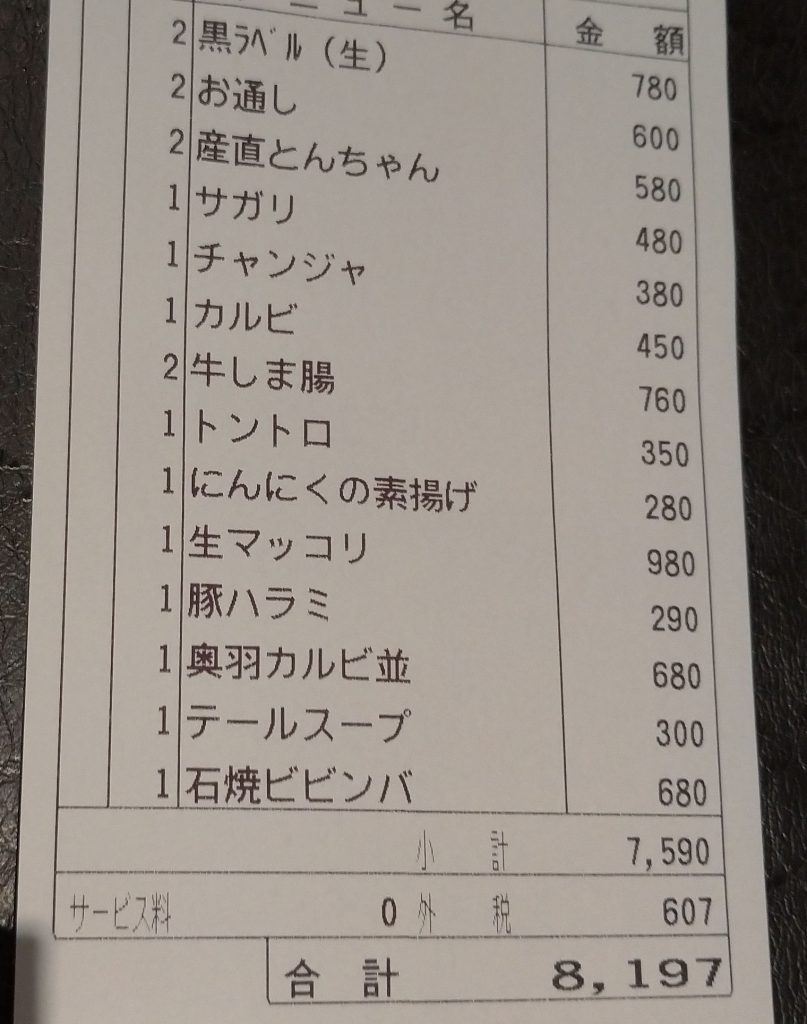 ニュー名 金額
2 黒ﾗﾍﾞﾙ（生） 780
2 お通し 600
2 産直とんちゃん 580
1 サガリ 480
1 チャンジャ 380
1 カルビ 450
2 牛しま腸 760
1 トントロ 350
1 にんにくの素揚げ 280
1 生マッコリ 980
1 豚ハラミ 290
1 奥羽カルビ並 680
1 テールスープ 300
1 石焼ビビンバ 680
小計 7,590
サービス料 0 外税 607
合計 8,197